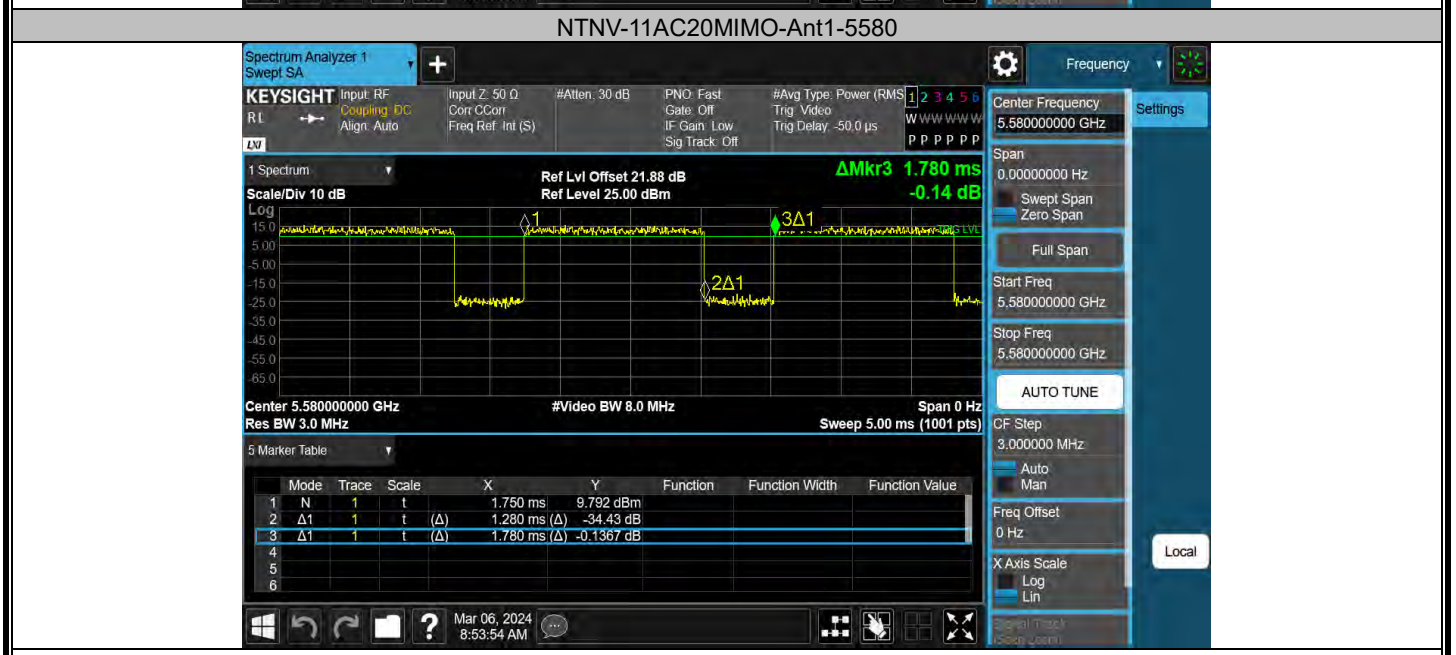 NTNV-11AC20MIMO-Ant1-5580
Spectrum Analyzer 1
Swept SA
+
Frequency
KEYSIGHT
RL
LXI
Input: RF
Coupling: DC
Align: Auto
Input Z: 50 Ω
Corr CCorr
Freq Ref: Int (S)
#Atten: 30 dB
PNO: Fast
Gate: Off
IF Gain: Low
Sig Track: Off
#Avg Type: Power (RMS
Trig: Video
Trig Delay: -50.0 µs
1 2 3 4 5 6
W W W W W W
P P P P P P
1 Spectrum
Scale/Div 10 dB
Ref Lvl Offset 21.88 dB
Ref Level 25.00 dBm
ΔMkr3 1.780 ms
-0.14 dB
Log
15.0
5.00
-5.00
-15.0
-25.0
-35.0
-45.0
-55.0
-65.0
1
2Δ1
3Δ1
TRIG LVL
Center 5.580000000 GHz
Res BW 3.0 MHz
#Video BW 8.0 MHz
Span 0 Hz
Sweep 5.00 ms (1001 pts)
5 Marker Table
Mode Trace Scale X Y Function Function Width Function Value
1 N 1 t 1.750 ms 9.792 dBm
2 Δ1 1 t (Δ) 1.280 ms (Δ) -34.43 dB
3 Δ1 1 t (Δ) 1.780 ms (Δ) -0.1367 dB
4
5
6
?
Mar 06, 2024
8:53:54 AM
Center Frequency
5.580000000 GHz
Settings
Span
0.00000000 Hz
Swept Span
Zero Span
Full Span
Start Freq
5.580000000 GHz
Stop Freq
5.580000000 GHz
AUTO TUNE
CF Step
3.000000 MHz
Auto
Man
Freq Offset
0 Hz
X Axis Scale
Log
Lin
Signal Track
(Span Zoom)
Local